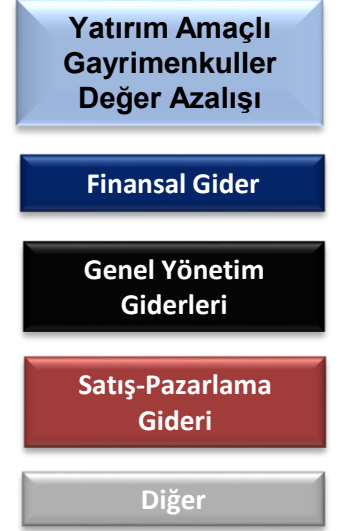 Yatırım Amaçlı
Gayrimenkuller
Değer Azalışı
Finansal Gider
Genel Yönetim
Giderleri
Satış-Pazarlama
Gideri
Diğer